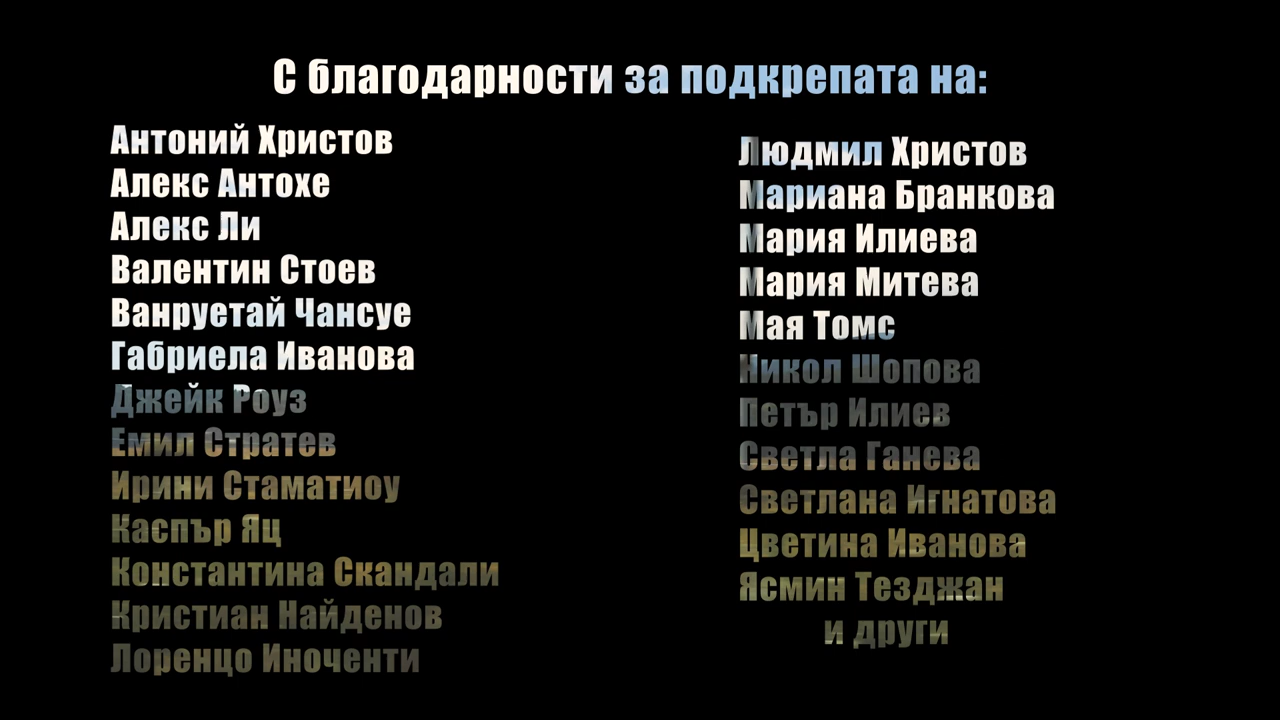 С благодарности за подкрепата на:
Антоний Христов
Алекс Антохе
Алекс Ли
Валентин Стоев
Ванруетай Чансуе
Габриела Иванова
Джейк Роуз
Емил Стратев
Ирини Стаматиоу
Каспър Яц
Константина Скандали
Кристиан Найденов
Лоренцо Иноченти
Людмил Христов
Мариана Бранкова
Мария Илиева
Мария Митева
Мая Томс
Никол Шопова
Петър Илиев
Светла Ганева
Светлана Игнатова
Цветина Иванова
Ясмин Тезджан
и други